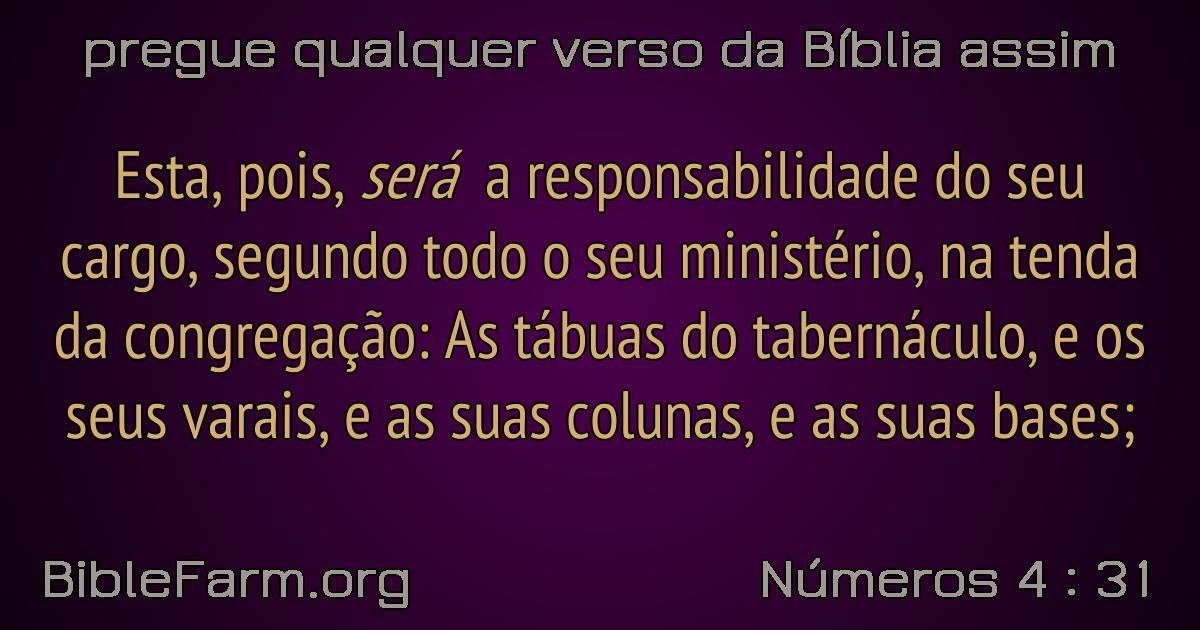 pregue qualquer verso da Bíblia assim
Esta, pois, será a responsabilidade do seu
cargo, segundo todo o seu ministério, na tenda
da congregação: As tábuas do tabernáculo, e os
seus varais, e as suas colunas, e as suas bases;
BibleFarm.org
Números 4 : 31